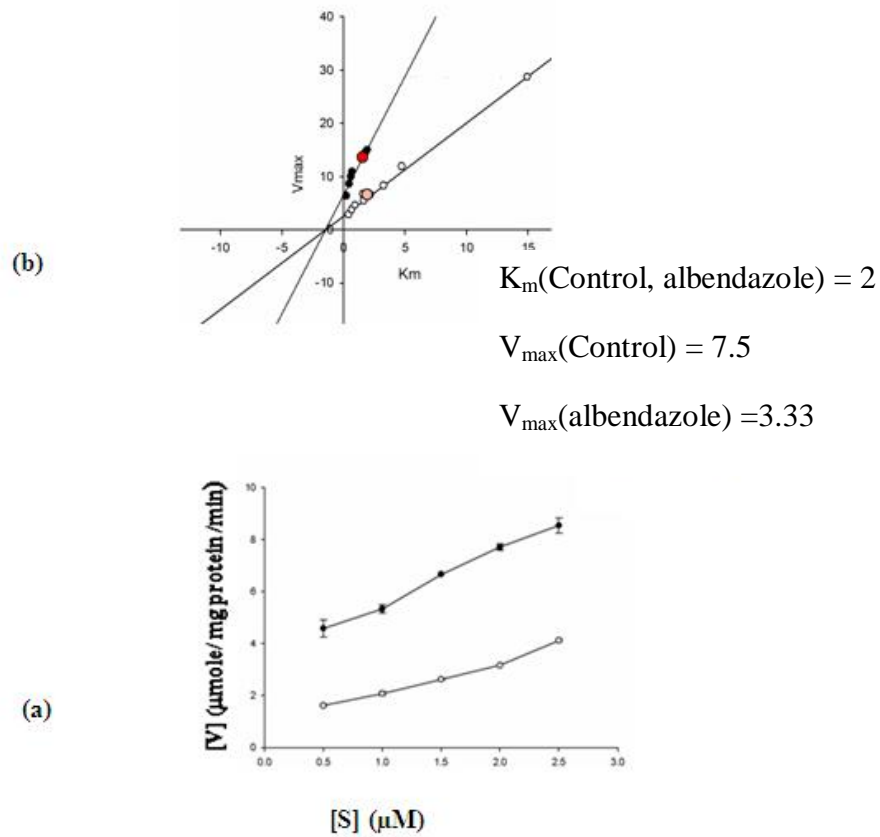 40
30
20
10
Vmax
-10
-5
0
5
10
15
Km
-10
(b)
Km(Control, albendazole) = 2
Vmax(Control) = 7.5
Vmax(albendazole) =3.33
10
8
6
4
2
0
[V] (µmole/ mg protein /min)
(a)
0.0 0.5 1.0 1.5 2.0 2.5 3.0
[S] (µM)